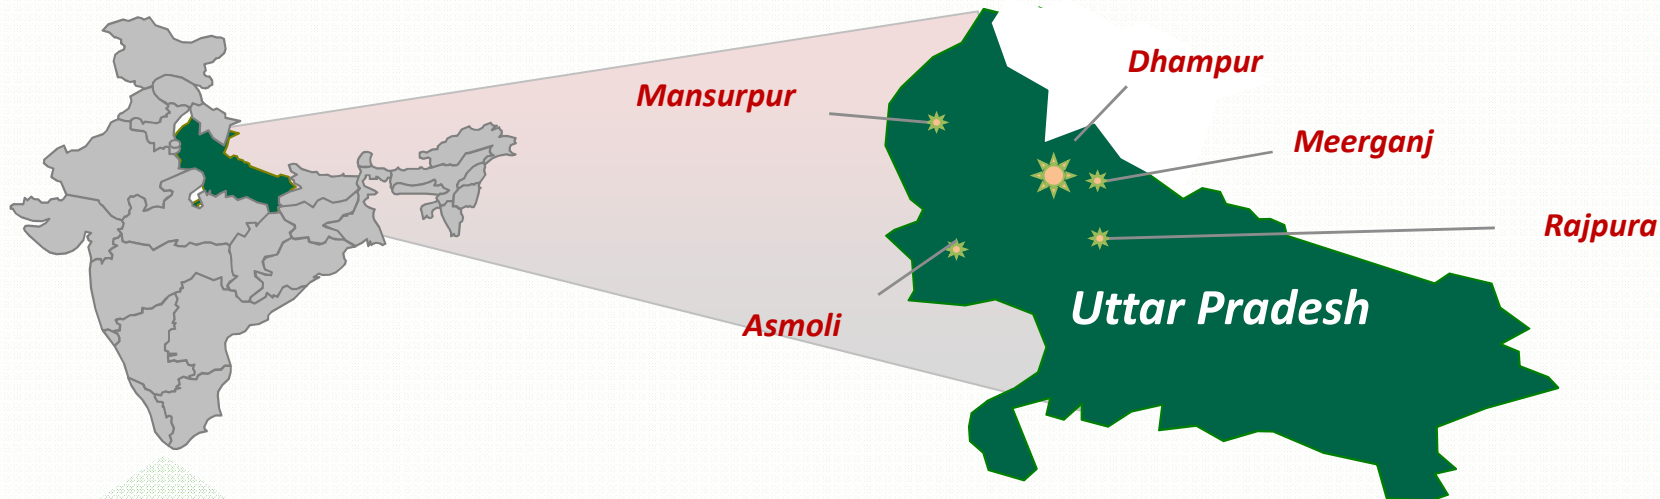 Dhampur
Mansurpur
Meerganj
Rajpura
Uttar Pradesh
Asmoli